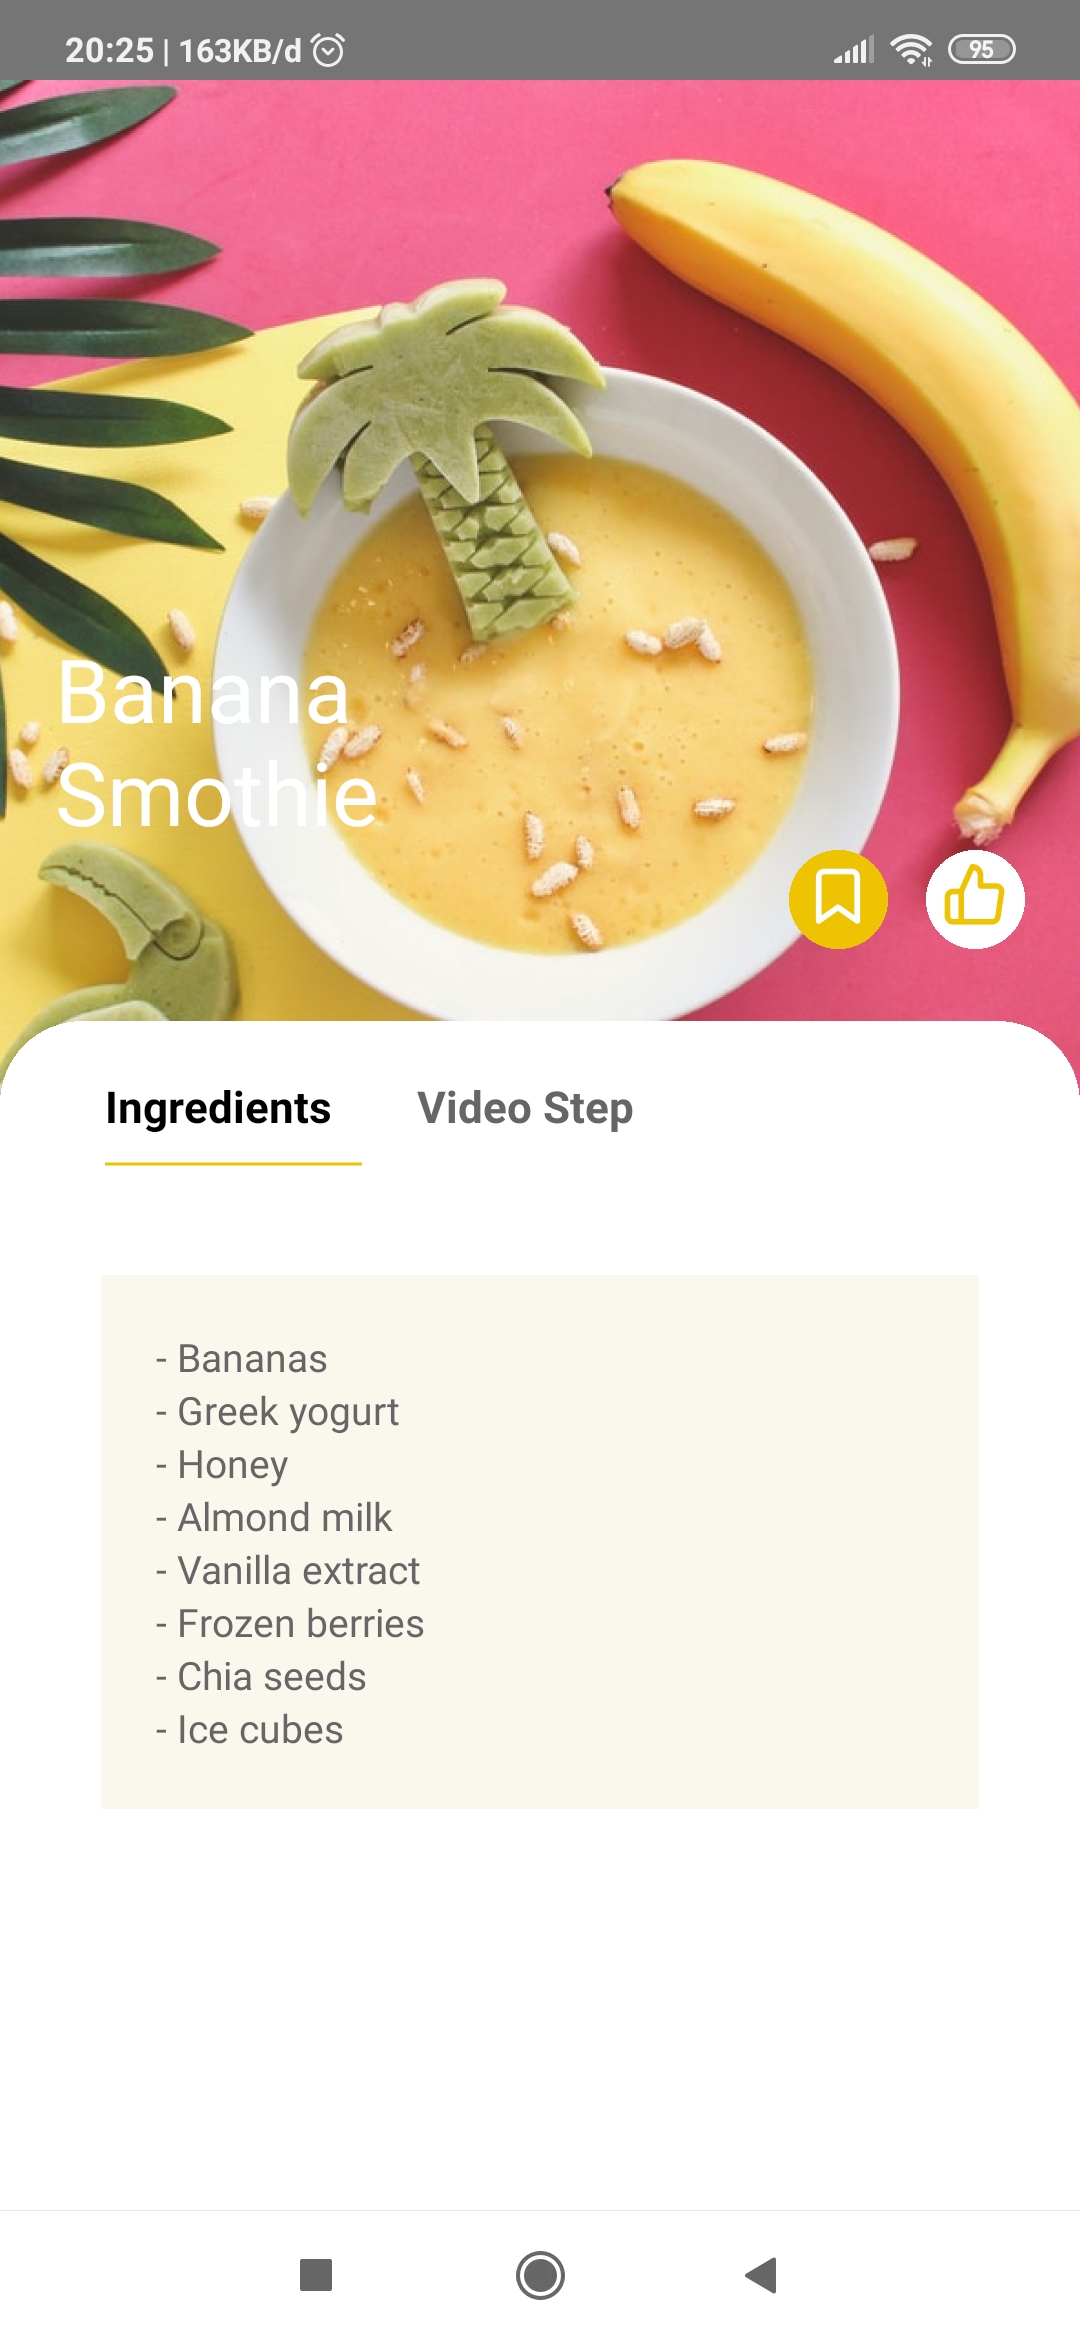 20:25 | 163KB/d
95
Banana
Smothie
Ingredients Video Step
- Bananas
- Greek yogurt
- Honey
- Almond milk
- Vanilla extract
- Frozen berries
- Chia seeds
- Ice cubes